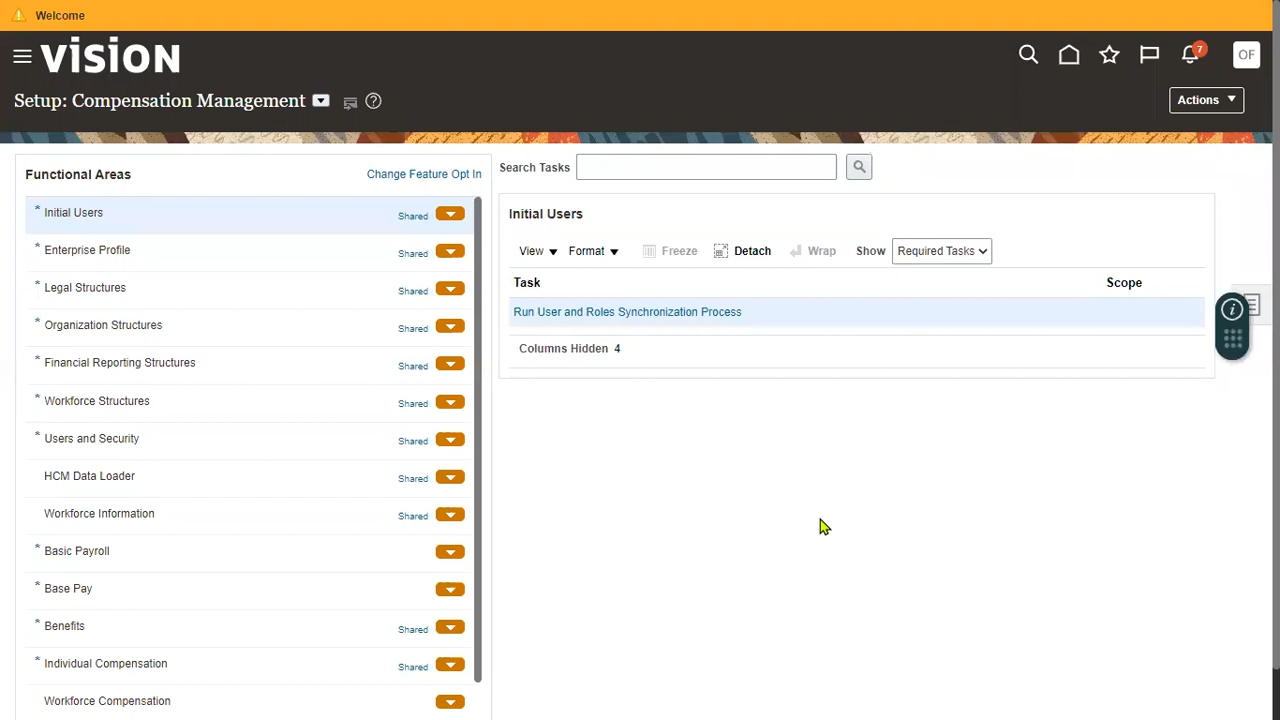 Welcome
VISION
7
OF
Setup: Compensation Management
Actions
Functional Areas
Change Feature Opt In
* Initial Users Shared
* Enterprise Profile Shared
* Legal Structures Shared
* Organization Structures Shared
* Financial Reporting Structures Shared
* Workforce Structures Shared
* Users and Security Shared
HCM Data Loader Shared
Workforce Information Shared
* Basic Payroll
* Base Pay
* Benefits Shared
* Individual Compensation Shared
Workforce Compensation
Search Tasks
Initial Users
View Format Freeze Detach Wrap Show Required Tasks
Task Scope
Run User and Roles Synchronization Process
Columns Hidden 4